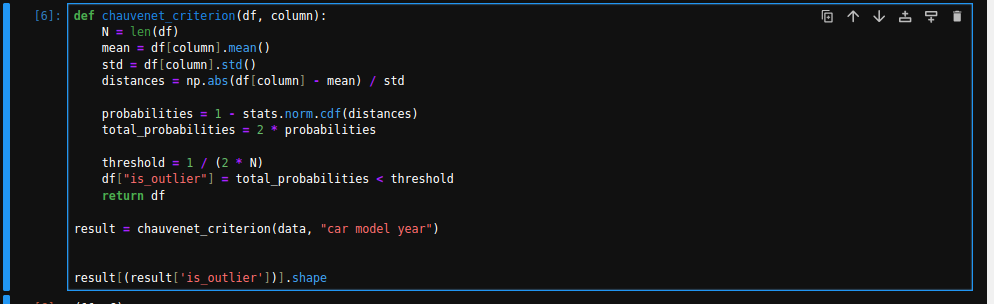 [6]: def chauvenet_criterion(df, column):
    N = len(df)
    mean = df[column].mean()
    std = df[column].std()
    distances = np.abs(df[column] - mean) / std

    probabilities = 1 - stats.norm.cdf(distances)
    total_probabilities = 2 * probabilities

    threshold = 1 / (2 * N)
    df["is_outlier"] = total_probabilities < threshold
    return df

result = chauvenet_criterion(data, "car model year")

result[(result['is_outlier'])].shape